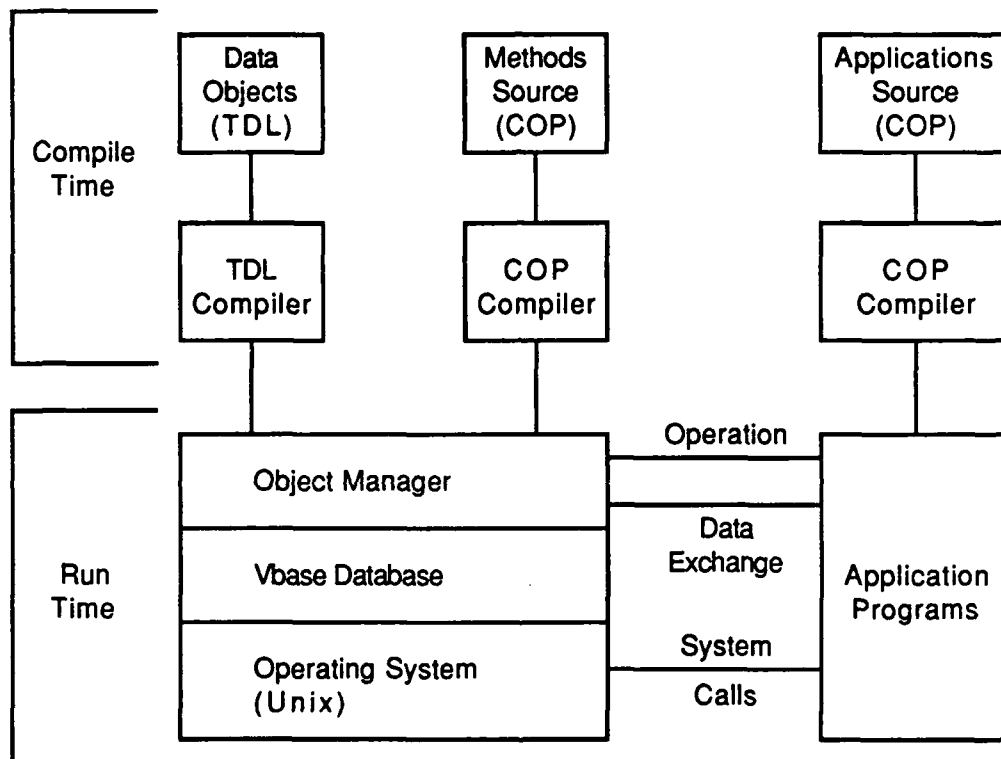 Data
Objects
(TDL)
Methods
Source
(COP)
Applications
Source
(COP)
Compile
Time
TDL
Compiler
COP
Compiler
COP
Compiler
Run
Time
Object Manager
Vbase Database
Operating System
(Unix)
Operation
Data
Exchange
System
Calls
Application
Programs